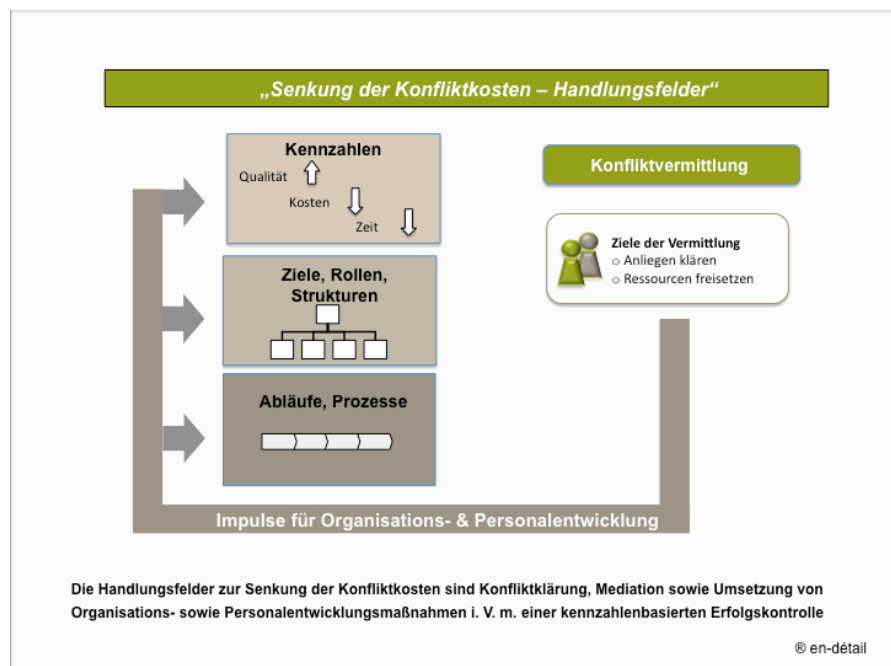 „Senkung der Konfliktkosten – Handlungsfelder“
Kennzahlen
Qualität
Kosten
Zeit
Ziele, Rollen,
Strukturen
Abläufe, Prozesse
Konfliktvermittlung
Ziele der Vermittlung
○ Anliegen klären
○ Ressourcen freisetzen
Impulse für Organisations- & Personalentwicklung
Die Handlungsfelder zur Senkung der Konfliktkosten sind Konfliktklärung, Mediation sowie Umsetzung von
Organisations- sowie Personalentwicklungsmaßnahmen i. V. m. einer kennzahlenbasierten Erfolgskontrolle
® en-détail